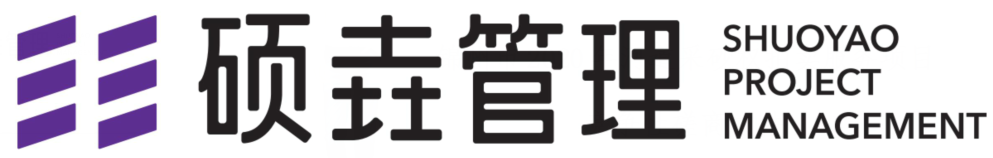 硕垚管理
SHUOYAO
PROJECT
MANAGEMENT